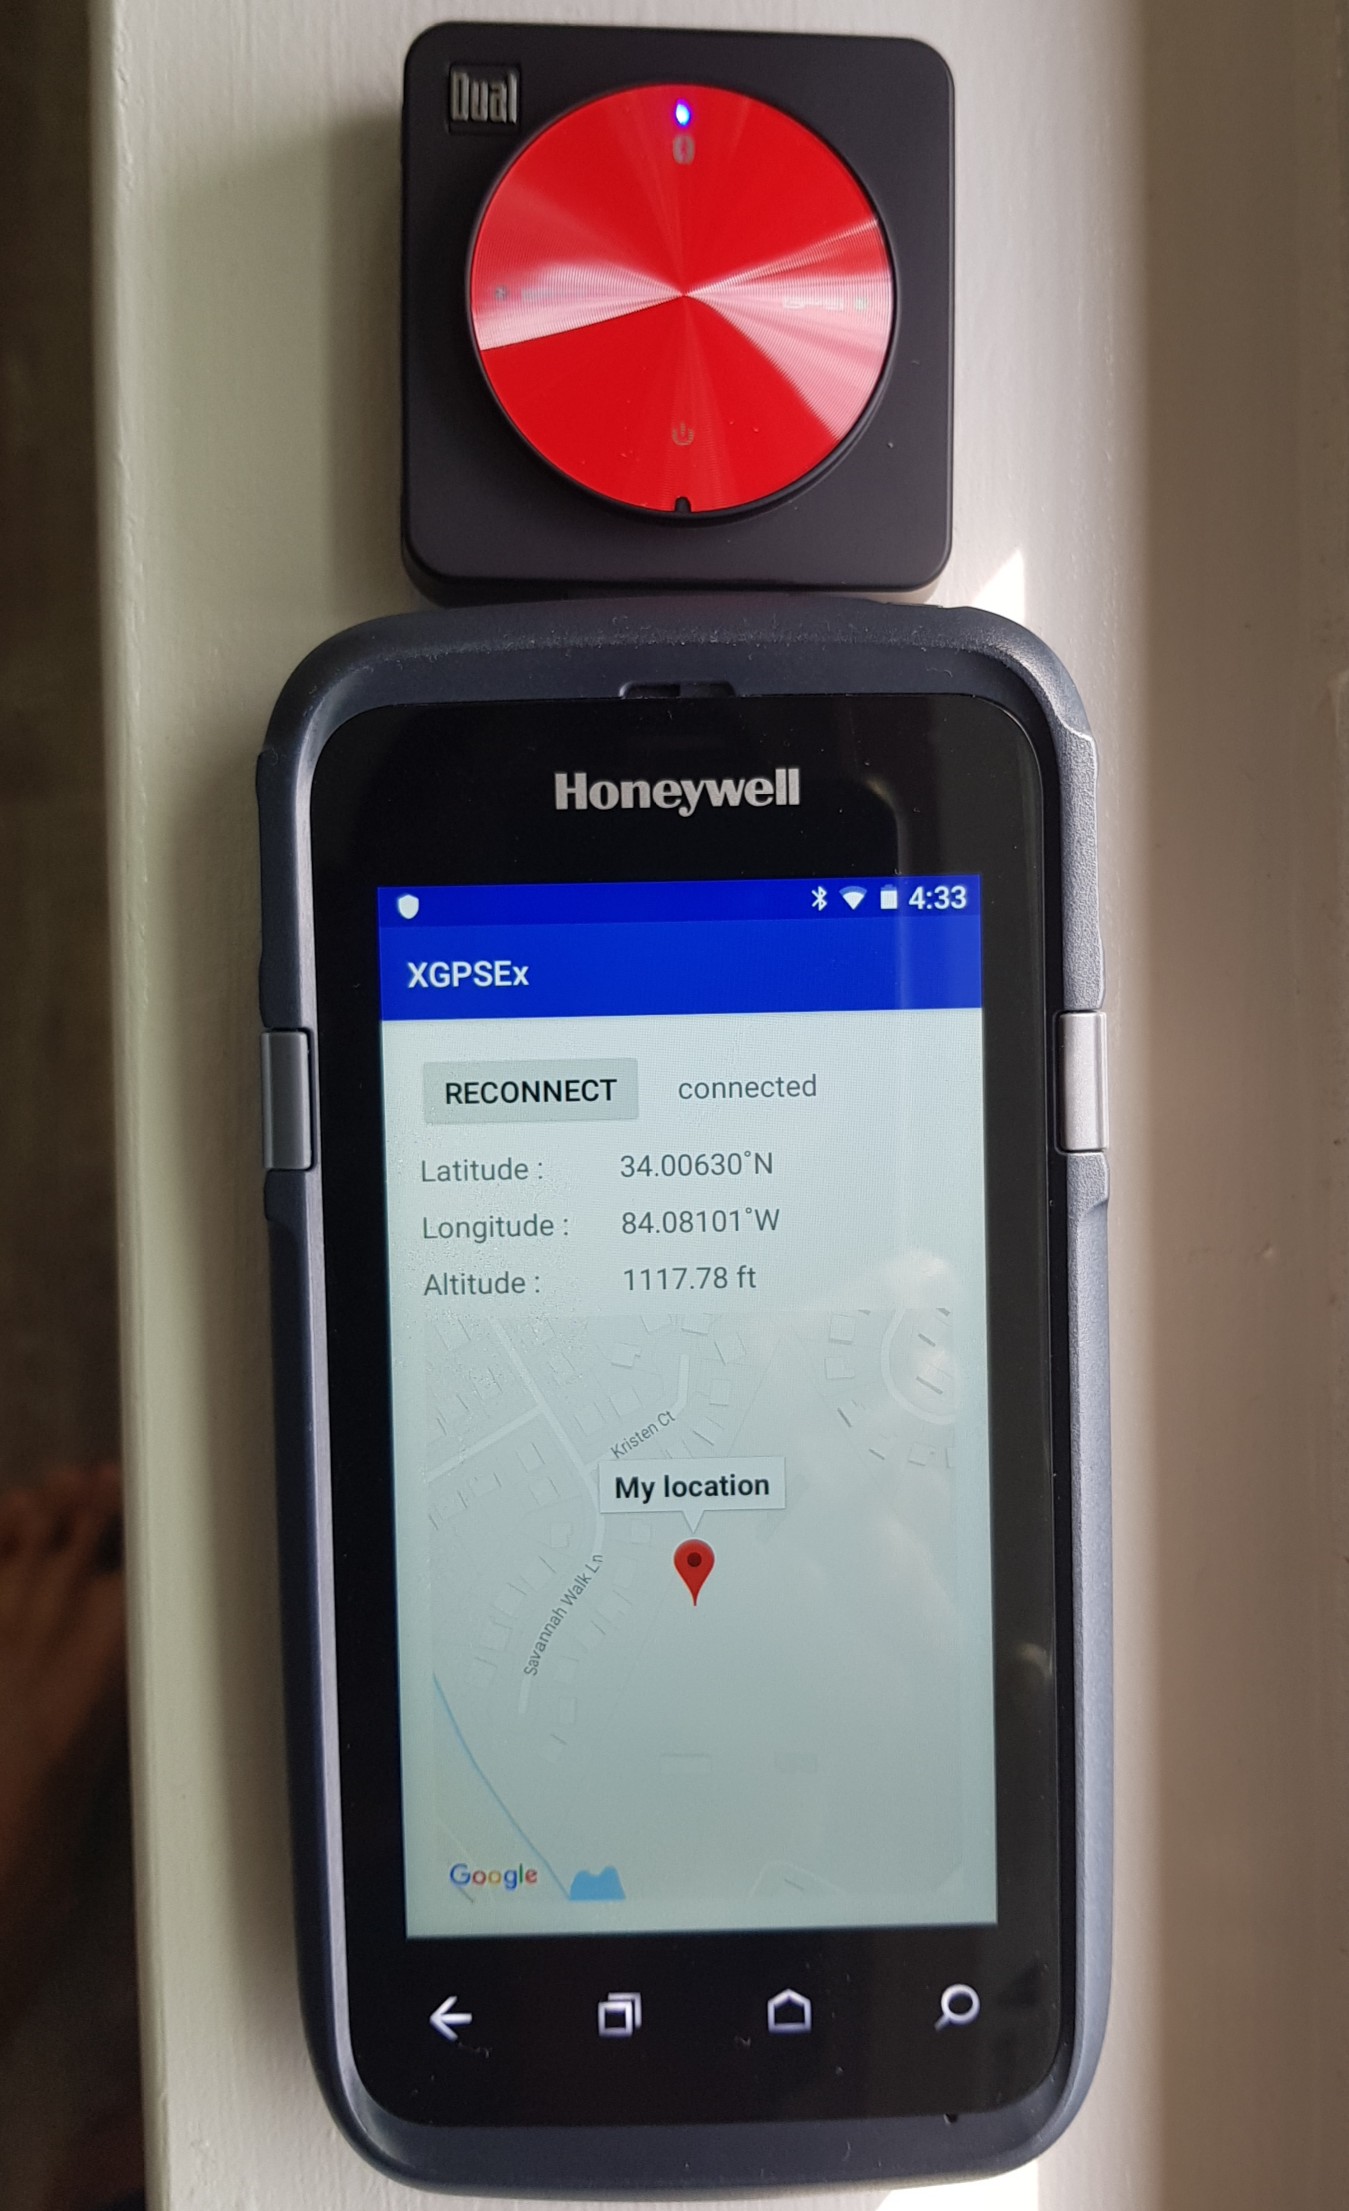 Dual
Honeywell
4:33
XGPSEx
RECONNECT connected
Latitude : 34.00630°N
Longitude : 84.08101°W
Altitude : 1117.78 ft
Kristen Ct
My location
Savannah Walk Ln
Google